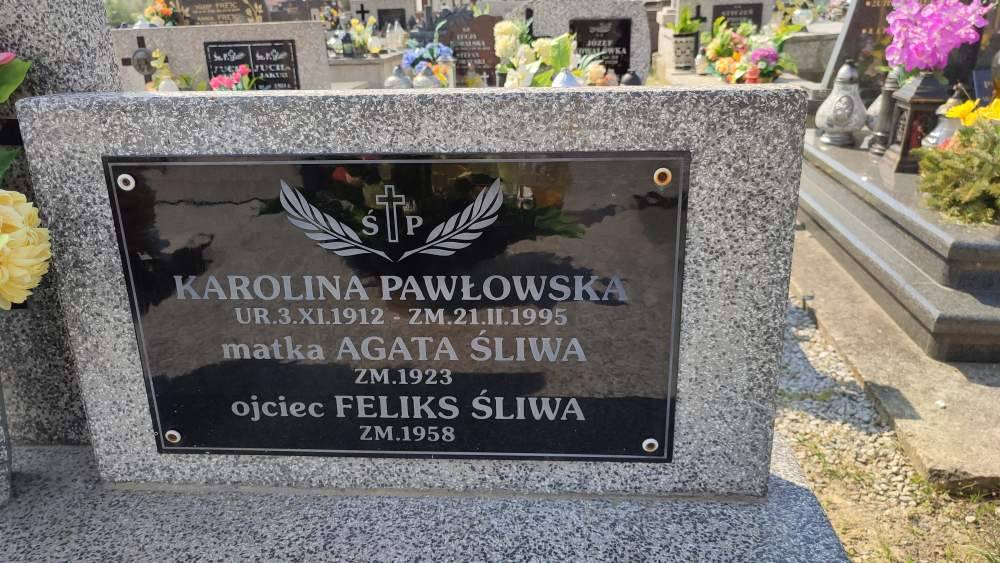 Ś P
KAROLINA PAWŁOWSKA
UR.3.XI.1912 - ZM.21.II.1995
matka AGATA ŚLIWA
ZM.1923
ojciec FELIKS ŚLIWA
ZM.1958
JÓZEF